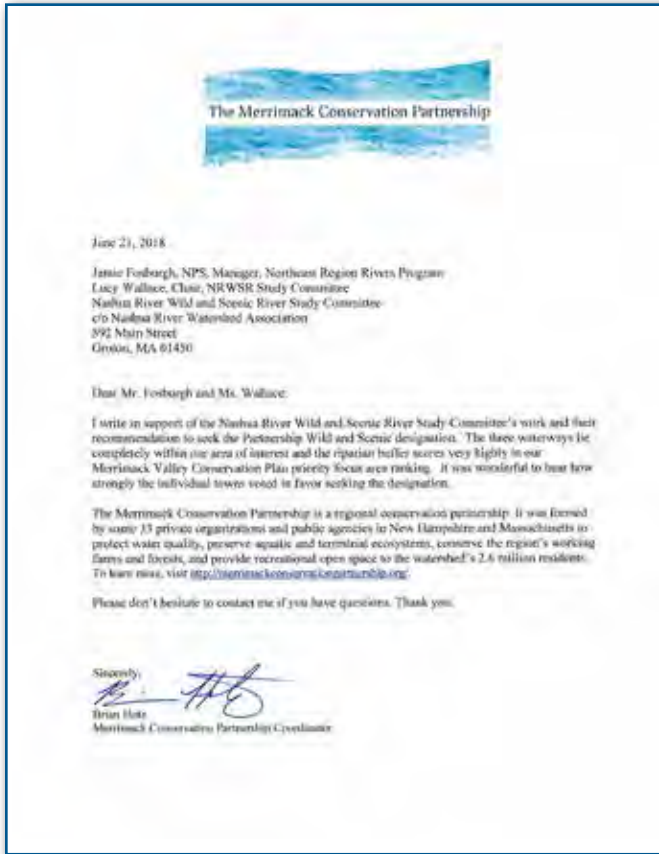 The Merrimack Conservation Partnership
June 21, 2018
Jamie Fosburgh, NPS, Manager, Northeast Region Rivers Program
Lucy Wallace, Chair, NRWSR Study Committee
Nashua River Wild and Scenic River Study Committee
c/o Nashua River Watershed Association
592 Main Street
Groton, MA 01450
Dear Mr. Fosburgh and Ms. Wallace:
I write in support of the Nashua River Wild and Scenic River Study Committee's work and their
recommendation to seek the Partnership Wild and Scenic designation. The three waterways lie
completely within our area of interest and the riparian buffer scores very highly in our
Merrimack Valley Conservation Plan priority focus area ranking. It was wonderful to hear how
strongly the individual towns voted in favor seeking the designation.
The Merrimack Conservation Partnership is a regional conservation partnership. It was formed
by some private organizations and public agencies in New Hampshire and Massachusetts to
protect water quality, preserve aquatic and terrestrial ecosystems, conserve the region's working
farms and forests, and provide recreational open space to the watershed's 2.6 million residents.
To learn more, visit http://merrimackconservationpartnership.org/.
Please don't hesitate to contact me if you have questions. Thank you.
Sincerely,
Brian Hotz
Merrimack Conservation Partnership Coordinator